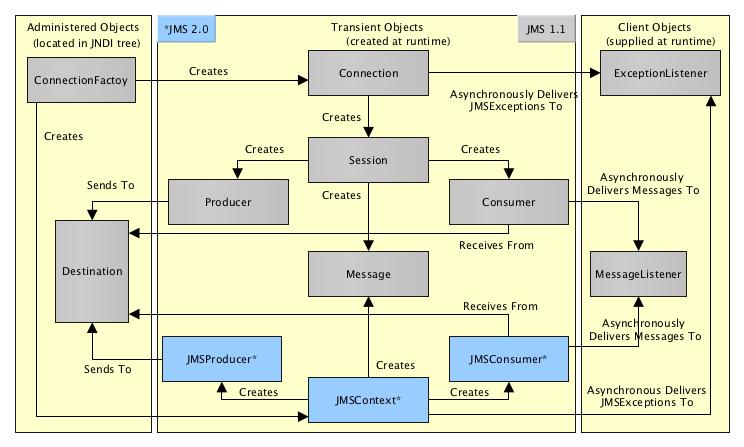 Administered Objects
(located in JNDI tree)
*JMS 2.0
Transient Objects
(created at runtime)
JMS 1.1
Client Objects
(supplied at runtime)
ConnectionFactoy
Creates
Connection
Asynchronously Delivers
JMSExceptions To
ExceptionListener
Creates
Creates
Creates
Session
Creates
Creates
Sends To
Producer
Consumer
Asynchronously
Delivers Messages To
Receives From
Destination
Message
MessageListener
Receives From
Asynchronously
Delivers Messages To
JMSProducer*
JMSConsumer*
Sends To
Creates
Creates
JMSContext*
Creates
Asynchronous Delivers
JMSExceptions To